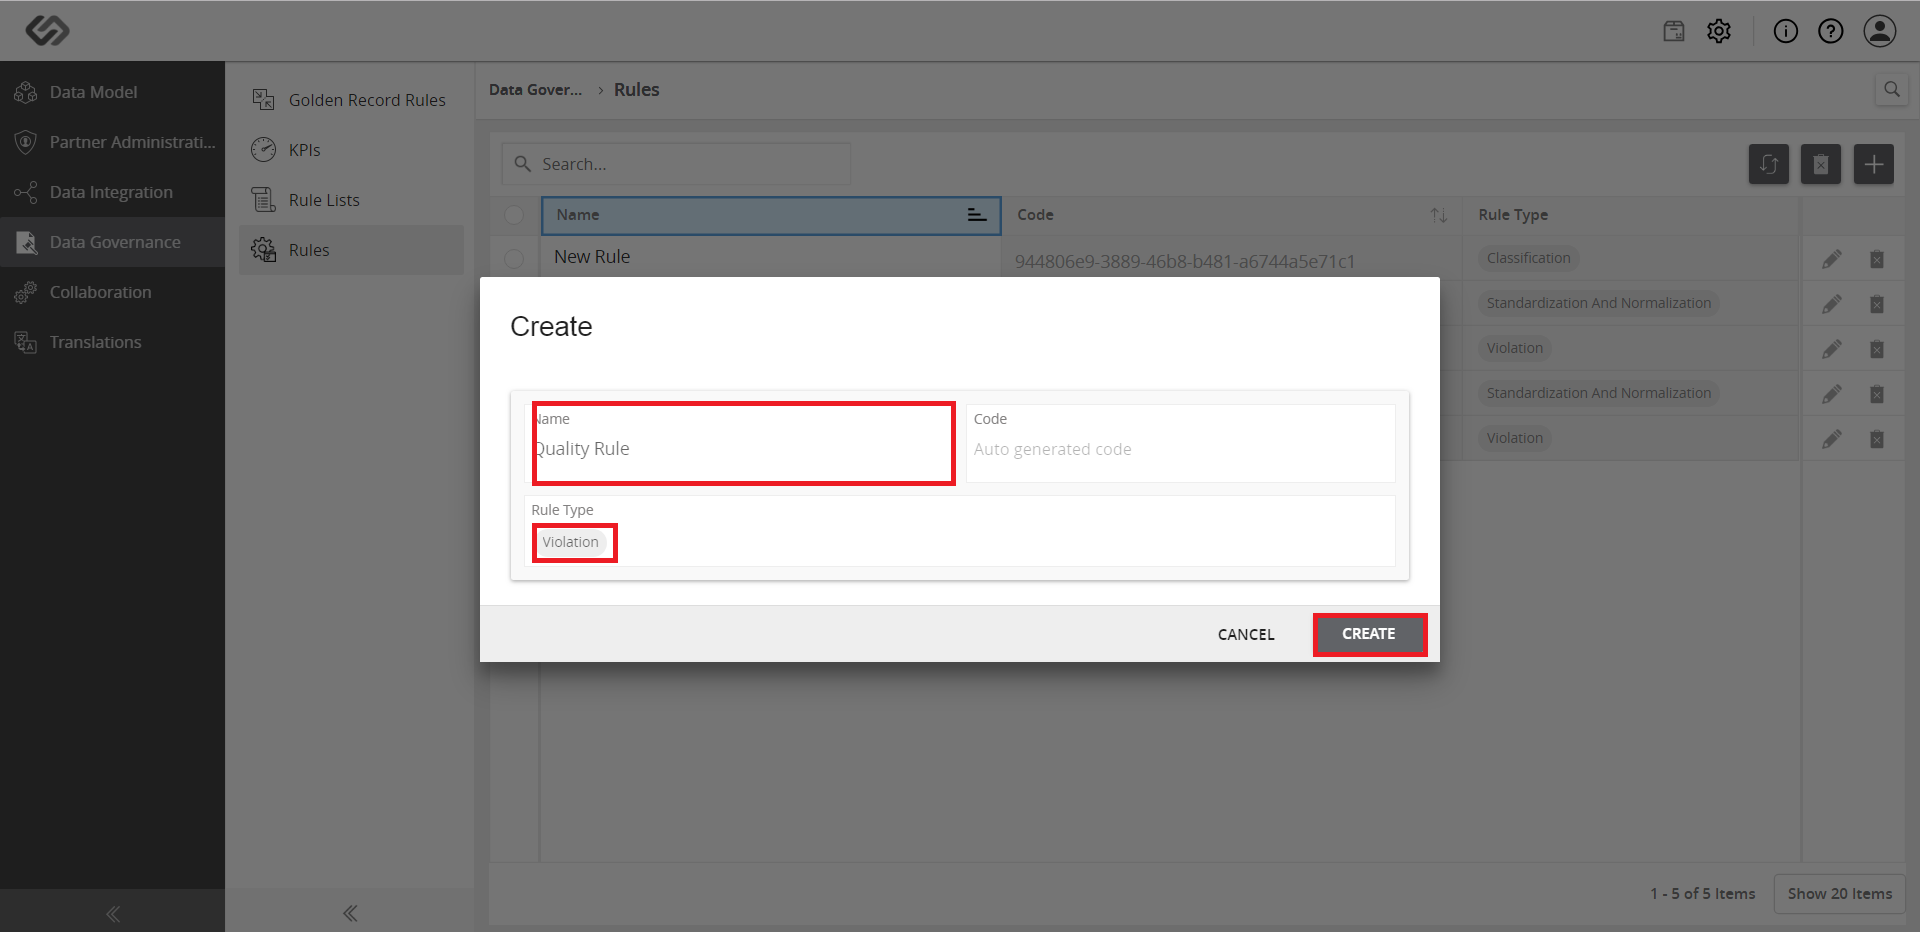 Data Model
Partner Administrati...
Data Integration
Data Governance
Collaboration
Translations
Golden Record Rules
KPIs
Rule Lists
Rules
Data Gover... › Rules
Search...
Name Code Rule Type
New Rule 944806e9-3889-46b8-b481-a6744a5e71c1 Classification
Standardization And Normalization
Violation
Standardization And Normalization
Violation
Create
Name Code
Quality Rule Auto generated code
Rule Type
Violation
CANCEL CREATE
1 - 5 of 5 Items Show 20 Items